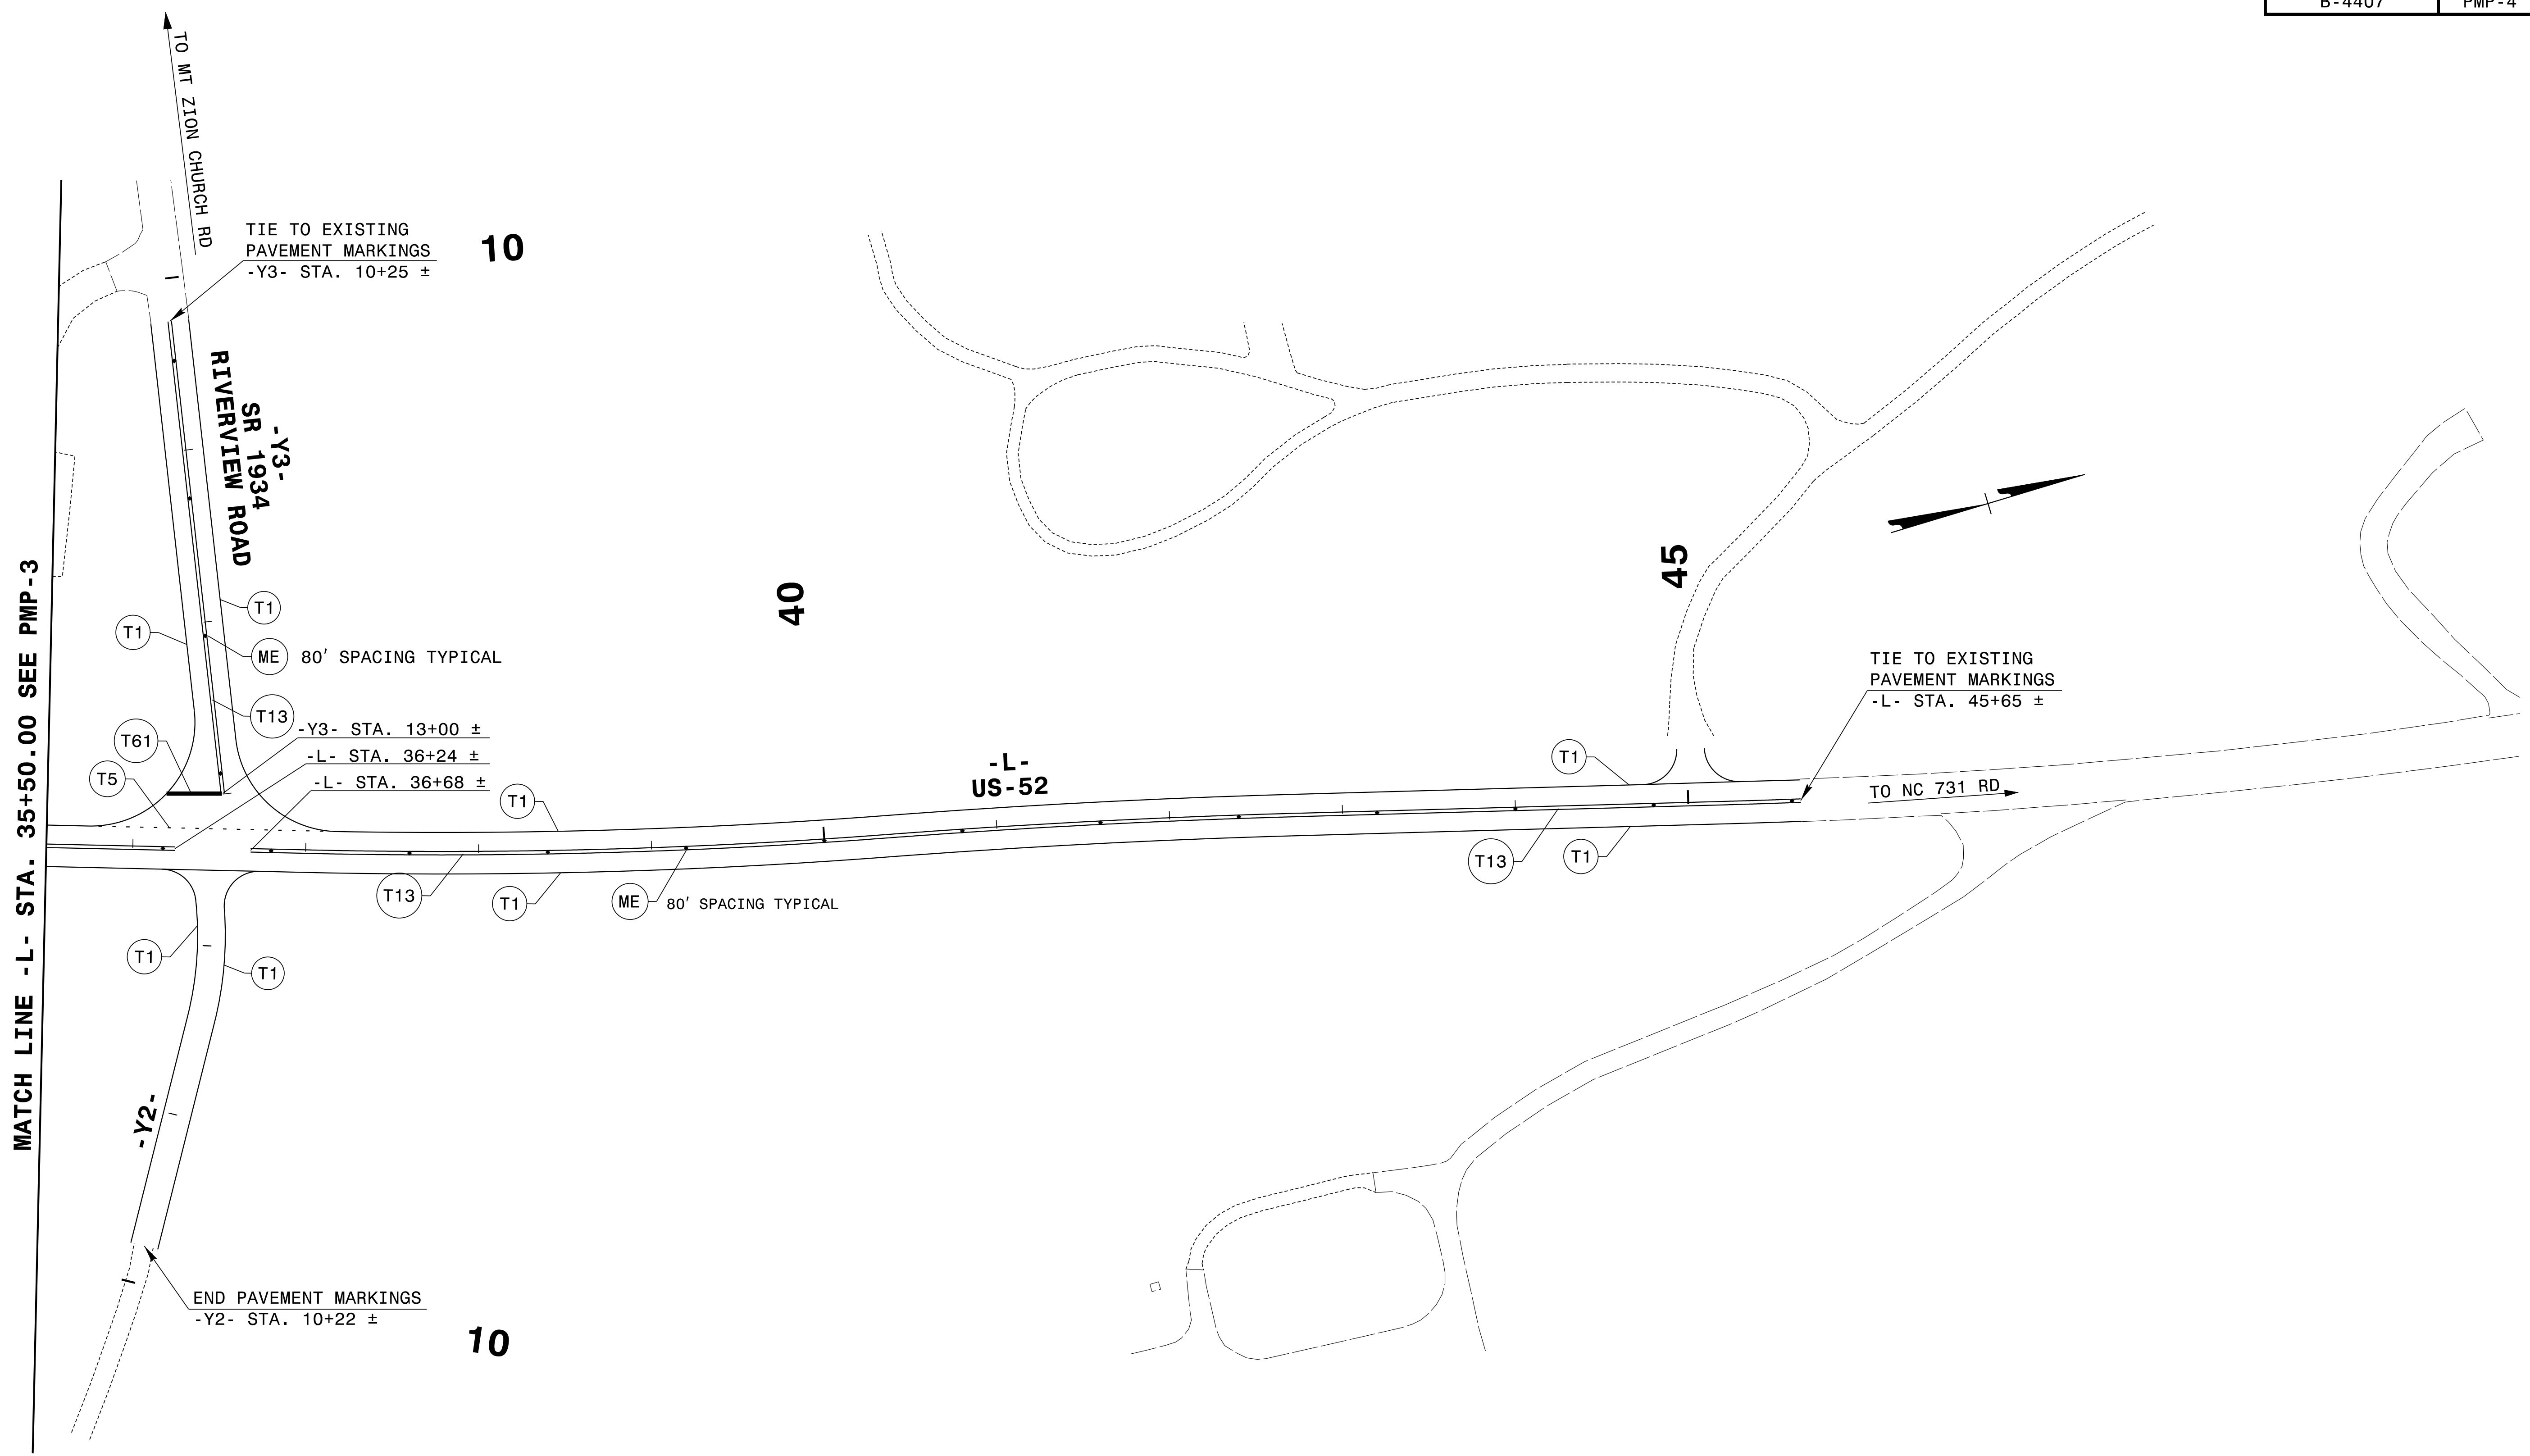 B-4407 PMP-4
TO MT ZION CHURCH RD
TIE TO EXISTING
PAVEMENT MARKINGS
-Y3- STA. 10+25 ±
10
-Y3-
SR 1934
RIVERVIEW ROAD
40
45
MATCH LINE -L- STA. 35+50.00 SEE PMP-3
T1
T1
ME 80' SPACING TYPICAL
T13
T61
T5
-Y3- STA. 13+00 ±
-L- STA. 36+24 ±
-L- STA. 36+68 ±
T1
-L-
US-52
T1
TIE TO EXISTING
PAVEMENT MARKINGS
-L- STA. 45+65 ±
TO NC 731 RD
T13
T1
ME 80' SPACING TYPICAL
T13
T1
T1
T1
-Y2-
END PAVEMENT MARKINGS
-Y2- STA. 10+22 ±
10